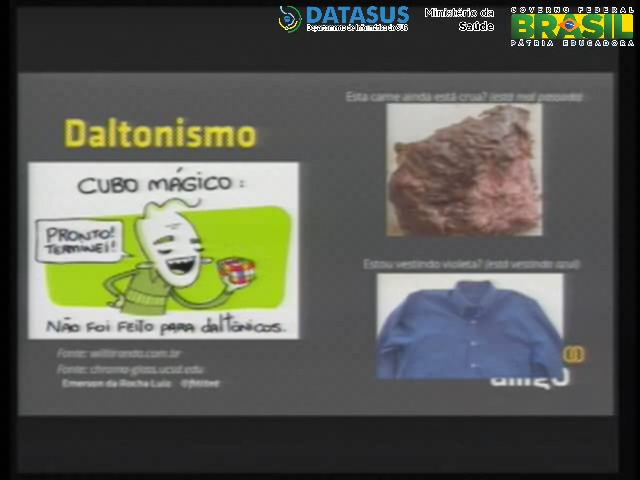 DATASUS
Ministério da
Saúde
GOVERNO FEDERAL
BRASIL
PÁTRIA EDUCADORA
Esta carne ainda está crua? (está mal passada)
Daltonismo
CUBO MÁGICO:
PRONTO!
TERMINEI!
NÃO FOI FEITO PARA DALTÔNICOS.
Estou vestindo violeta? (está vestindo azul)
Fonte: willtirando.com.br
Fonte: chroma-glass.ucsd.edu
Emerson da Rocha Luiz